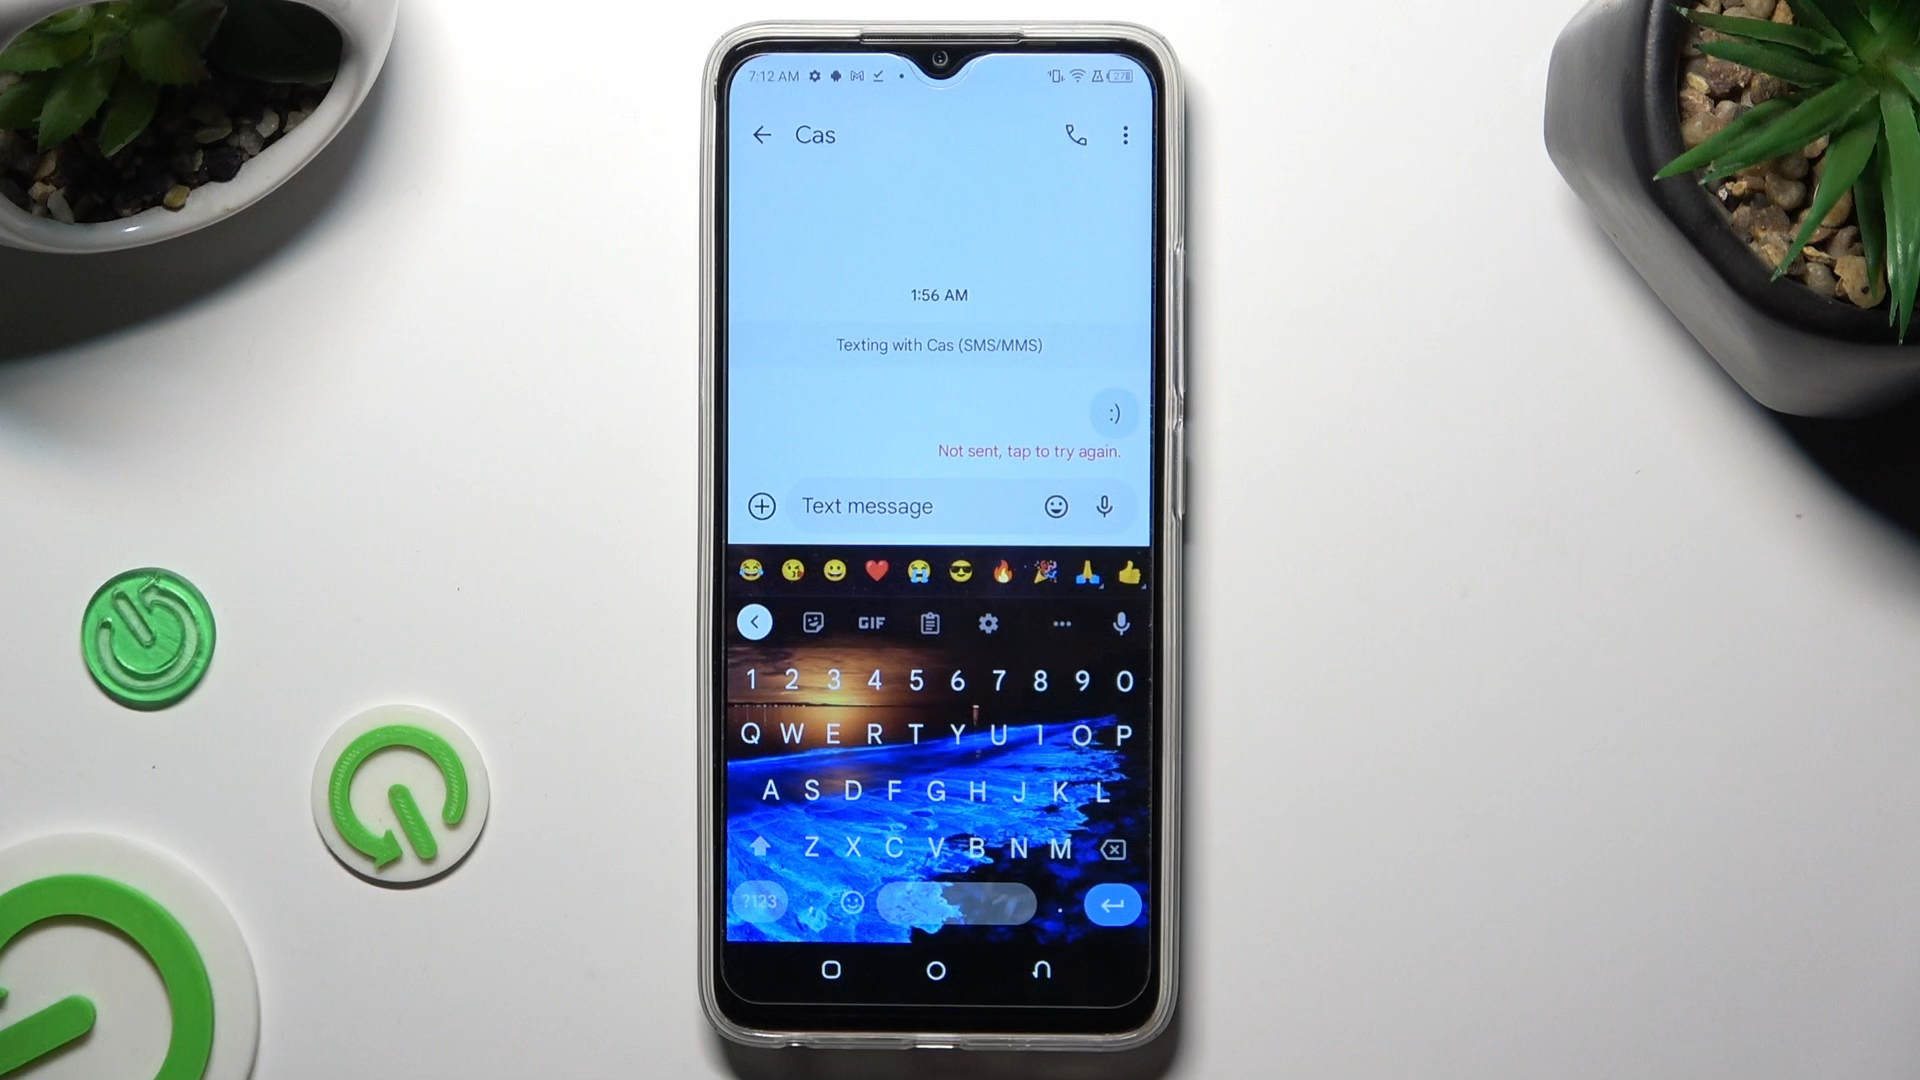 7:12 AM
27
Cas
1:56 AM
Texting with Cas (SMS/MMS)
:)
Not sent, tap to try again.
Text message
GIF
1 2 3 4 5 6 7 8 9 0
Q W E R T Y U I O P
A S D F G H J K L
Z X C V B N M
?123 , .